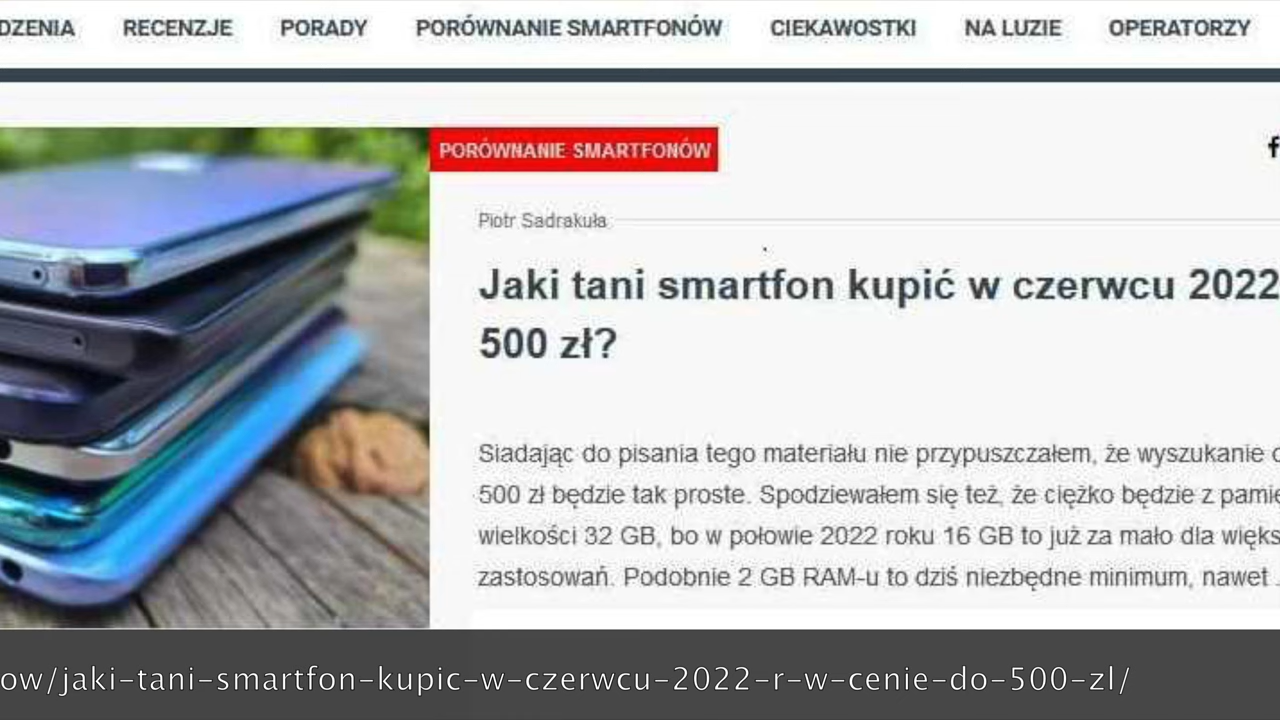 DZENIA RECENZJE PORADY PORÓWNANIE SMARTFONÓW CIEKAWOSTKI NA LUZIE OPERATORZY
PORÓWNANIE SMARTFONÓW
Piotr Sadrakuła
Jaki tani smartfon kupić w czerwcu 2022
500 zł?
Siadając do pisania tego materiału nie przypuszczałem, że wyszukanie
500 zł będzie tak proste. Spodziewałem się też, że ciężko będzie z pamię
wielkości 32 GB, bo w połowie 2022 roku 16 GB to już za mało dla więks
zastosowań. Podobnie 2 GB RAM-u to dziś niezbędne minimum, nawet .
ow/jaki-tani-smartfon-kupic-w-czerwcu-2022-r-w-cenie-do-500-zl/